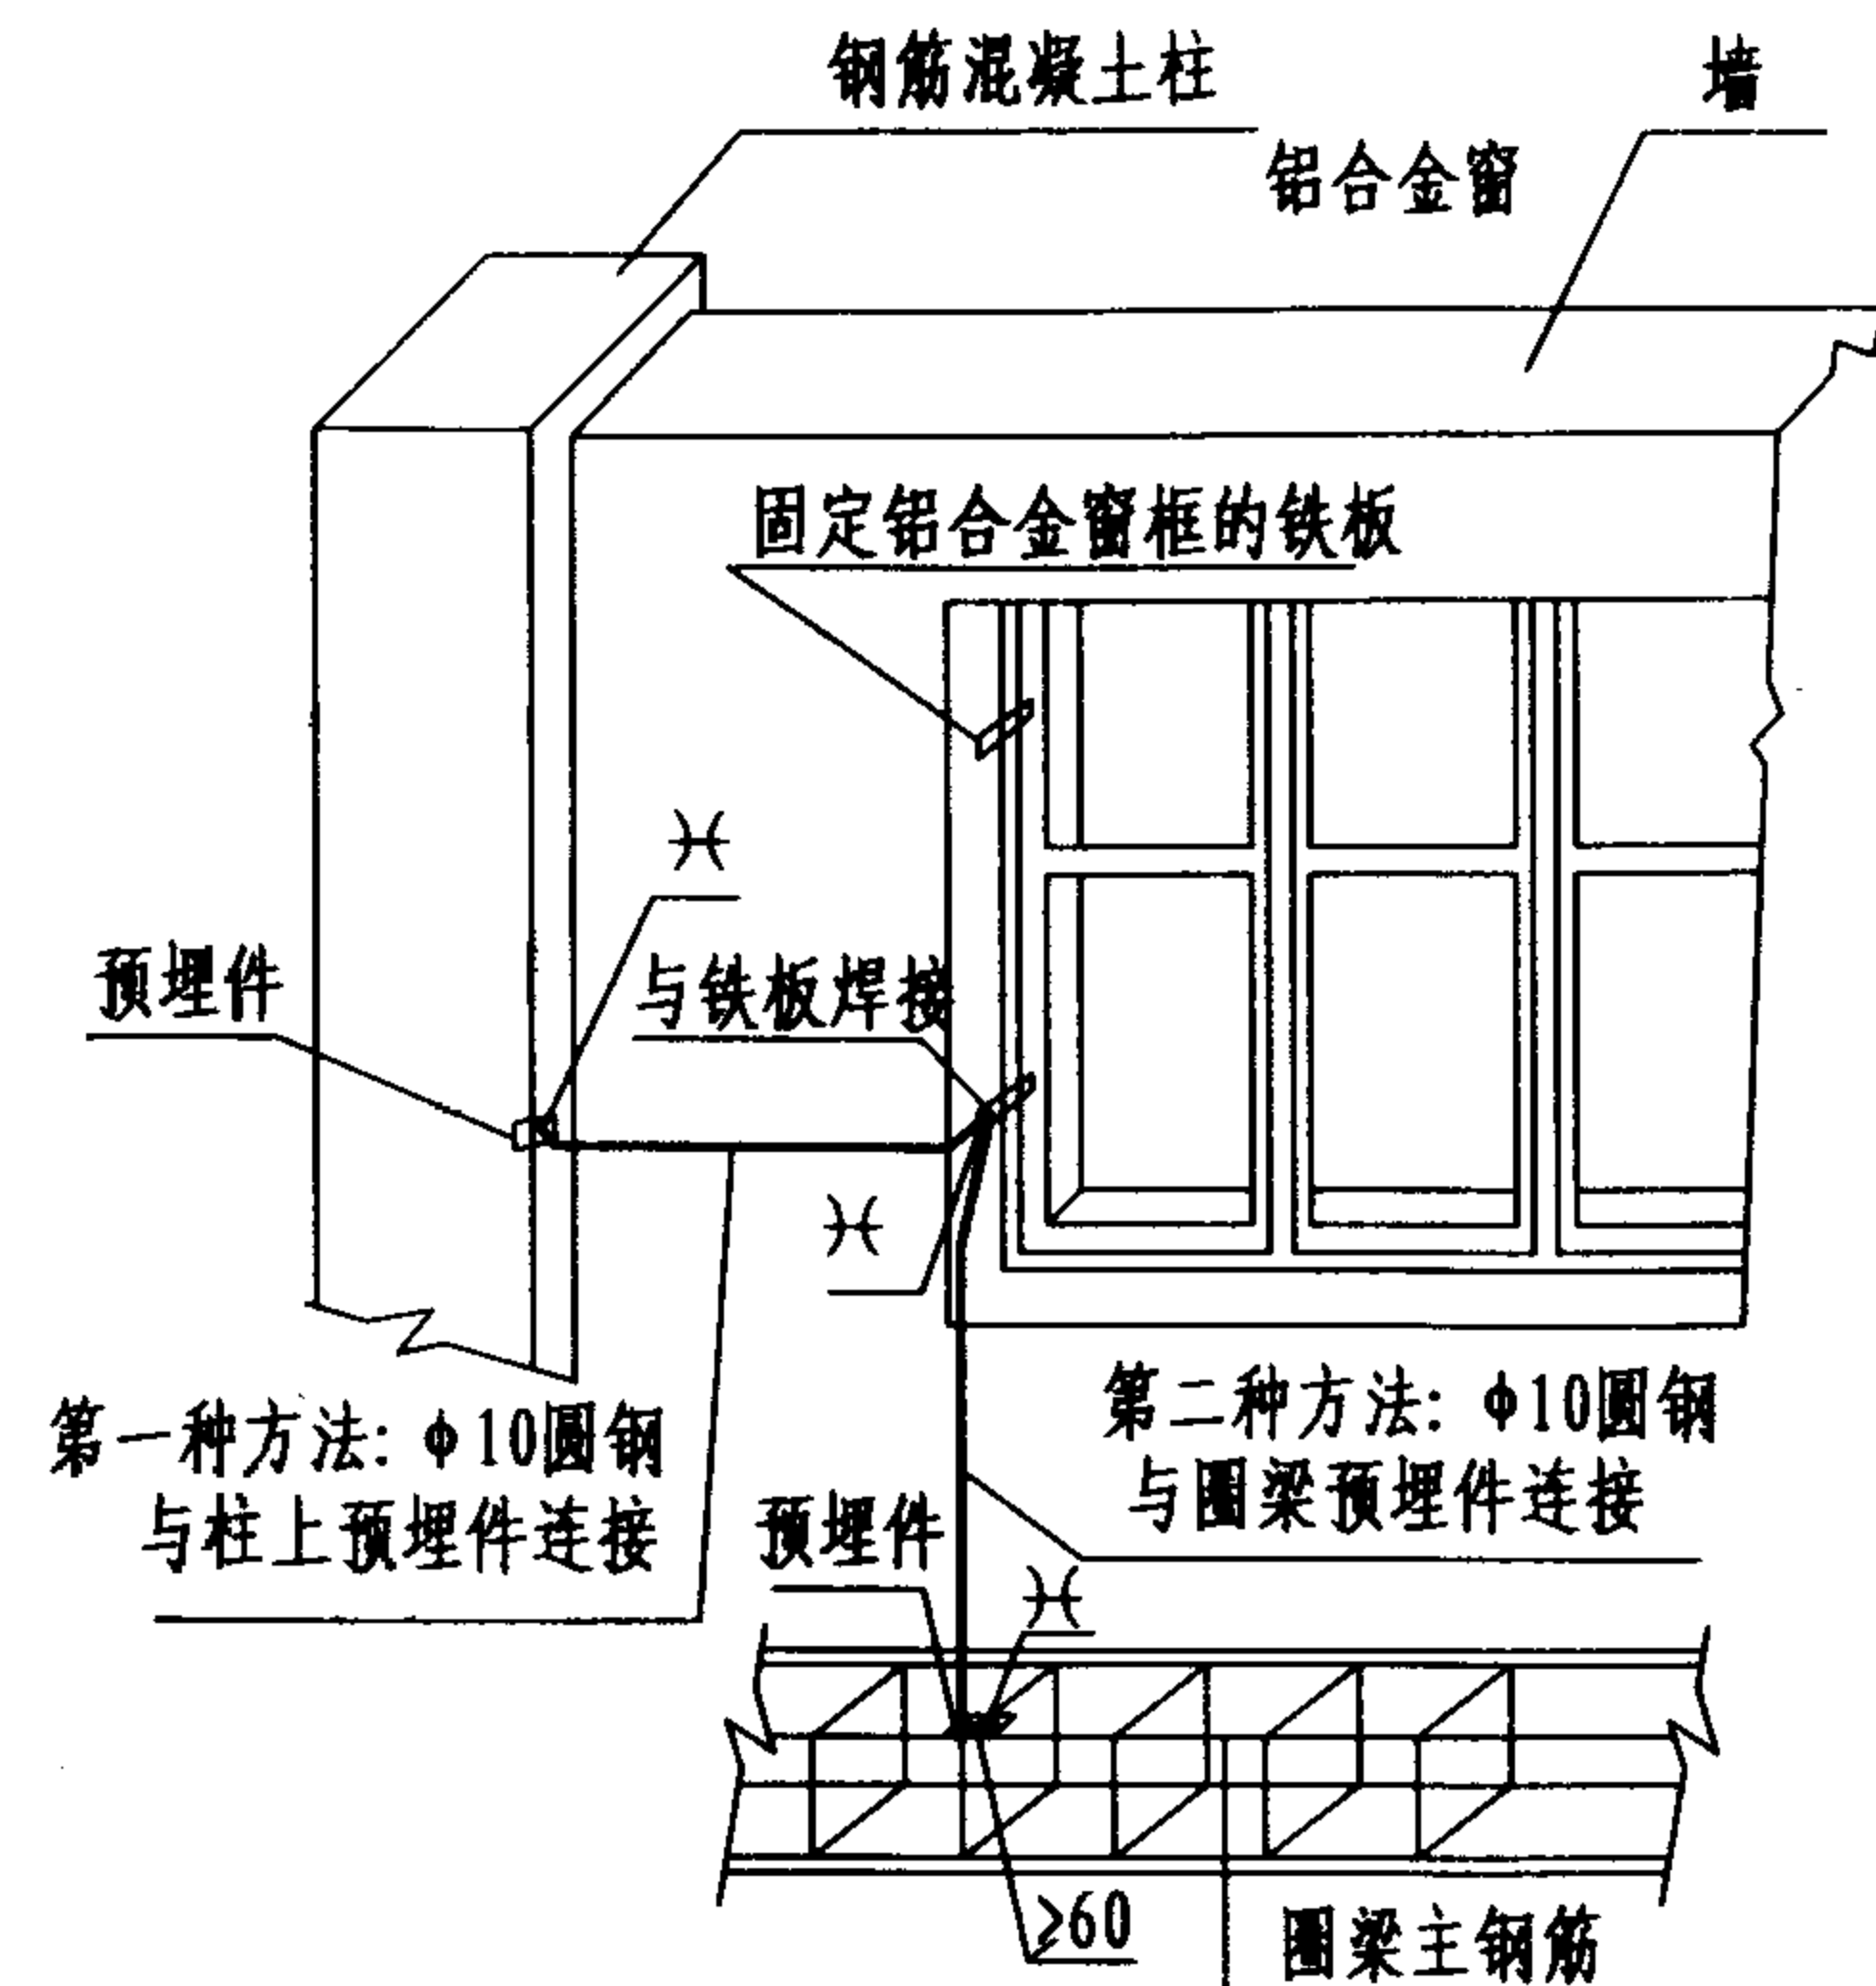 钢筋混凝土柱
墙
铝合金窗
固定铝合金窗框的铁板
预埋件
与铁板焊接
第一种方法: ϕ10圆钢
与柱上预埋件连接
第二种方法: ϕ10圆钢
与圈梁预埋件连接
预埋件
≥60
圈梁主钢筋